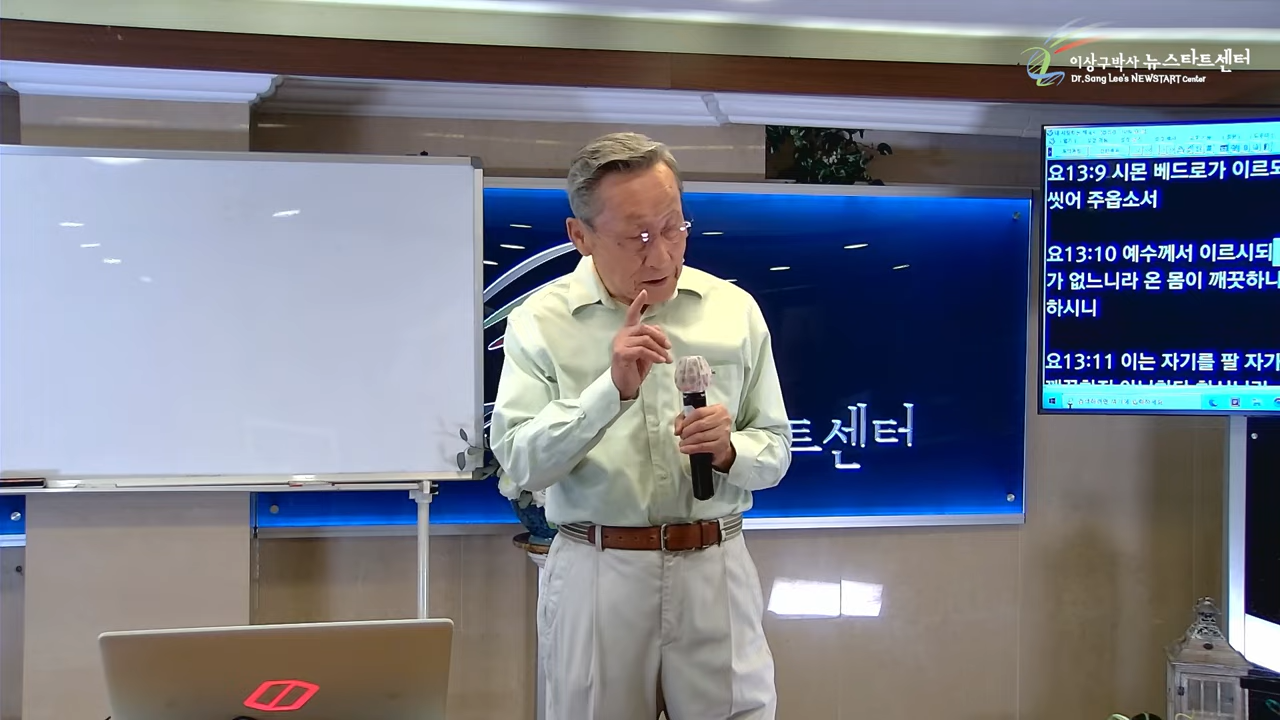 이상구박사 뉴스타트센터
Dr. Sang Lee's NEWSTART Center
요13:9 시몬 베드로가 이르되
씻어 주옵소서
요13:10 예수께서 이르시되
가 없느니라 온 몸이 깨끗하니
하시니
요13:11 이는 자기를 팔 자가
트센터